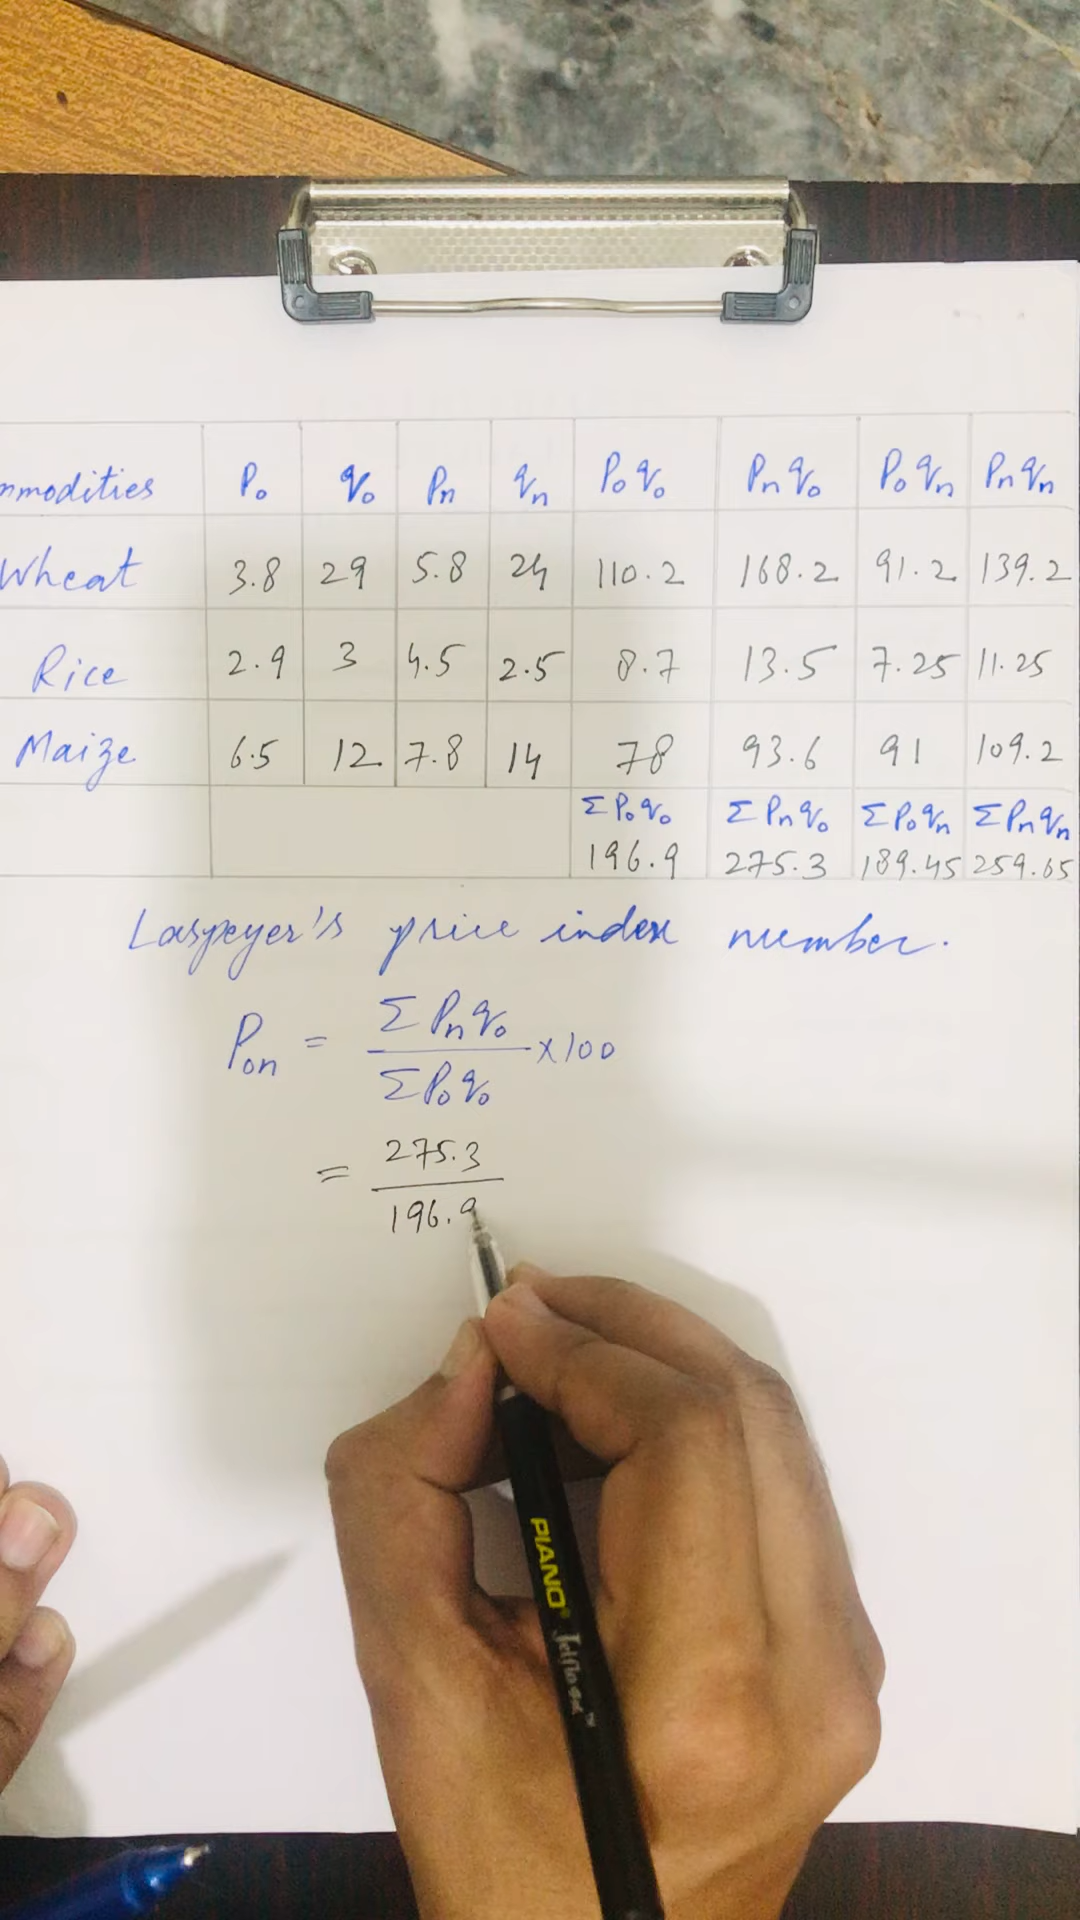 mmodities P₀ q₀ Pn qn P₀q₀ Pnq₀ P₀qn Pnqn
Wheat 3.8 29 5.8 24 110.2 168.2 91.2 139.2
Rice 2.9 3 4.5 2.5 8.7 13.5 7.25 11.25
Maize 6.5 12 7.8 14 78 93.6 91 109.2
ΣP₀q₀ ΣPnq₀ ΣP₀qn ΣPnqn
196.9 275.3 189.45 259.65
Laspeyer's price index number.
Pon = ΣPnq₀ / ΣP₀q₀ × 100
= 275.3 / 196.9
PIANO®